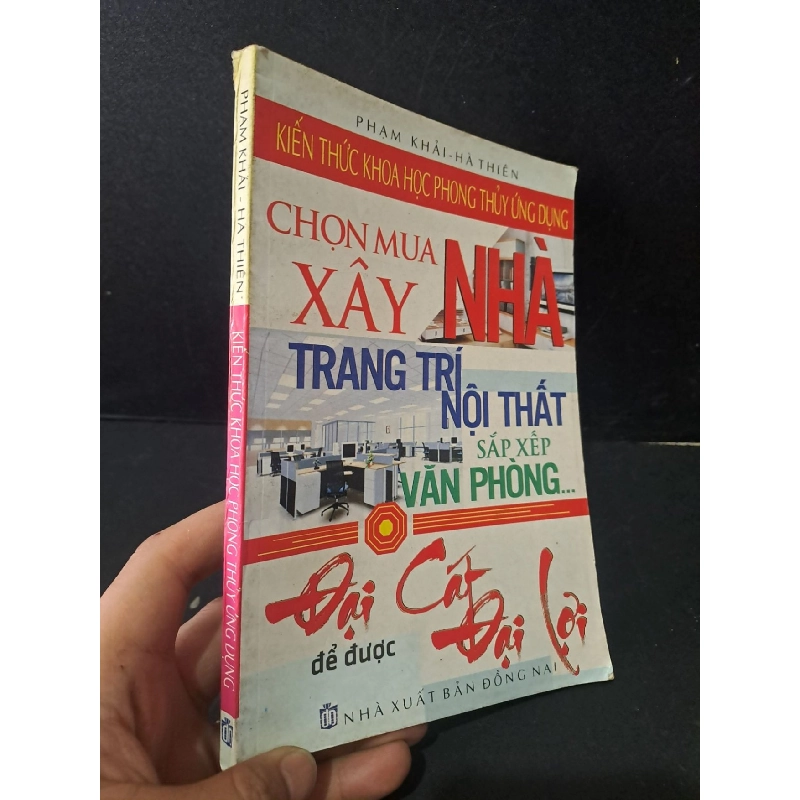 PHẠM KHẢI - HÀ THIÊN
KIẾN THỨC KHOA HỌC PHONG THỦY ỨNG DỤNG
PHẠM KHẢI-HÀ THIÊN
KIẾN THỨC KHOA HỌC PHONG THỦY ỨNG DỤNG
CHỌN MUA
XÂY NHÀ
TRANG TRÍ
NỘI THẤT
SẮP XẾP
VĂN PHÒNG...
Đại Cát
để được Đại Lợi
NHÀ XUẤT BẢN ĐỒNG NAI